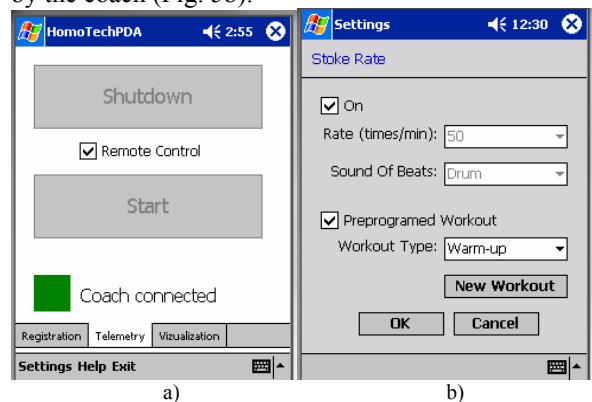 by the coach (Fig. 5b).
HomoTechPDA 2:55
Shutdown
Remote Control
Start
Coach connected
Registration Telemetry Vizualization
Settings Help Exit
a)
Settings 12:30
Stoke Rate
On
Rate (times/min): 50
Sound Of Beats: Drum
Preprogramed Workout
Workout Type: Warm-up
New Workout
OK Cancel
b)